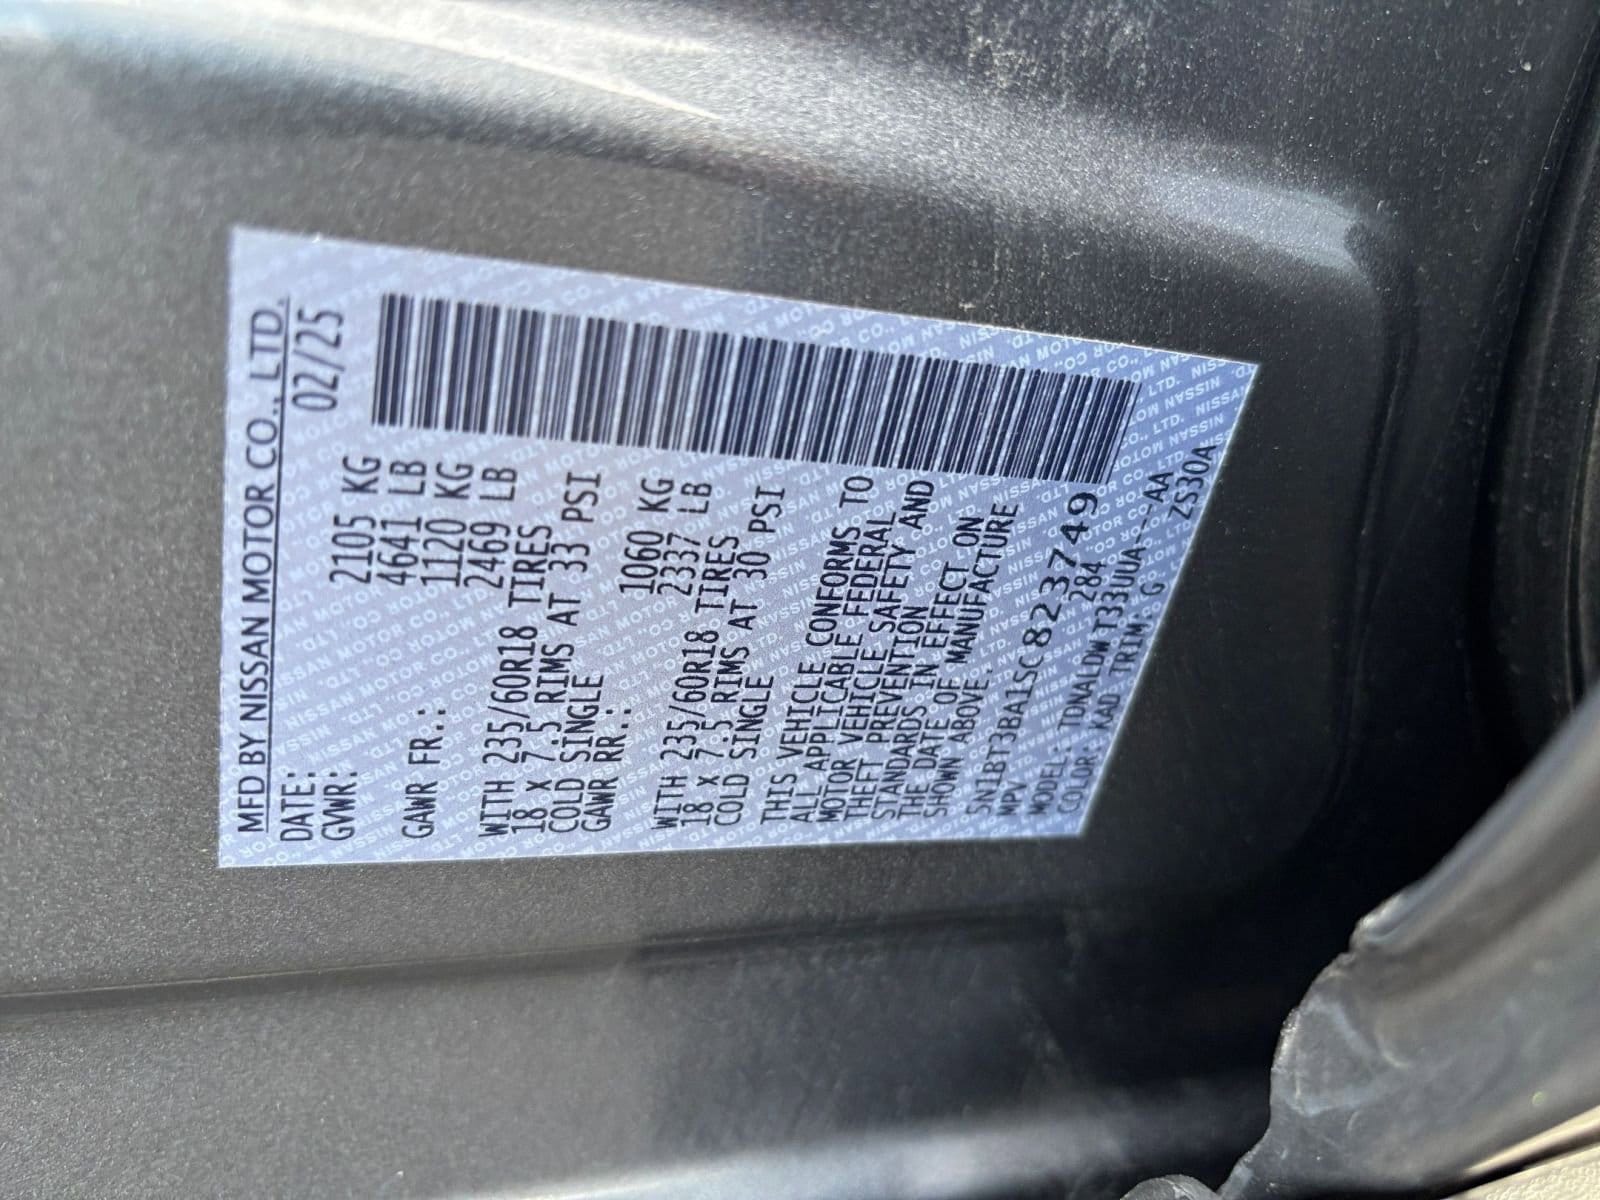 MFD BY NISSAN MOTOR CO., LTD.
DATE: 02/25
GVWR: 2105 KG
4641 LB
GAWR FR.: 1120 KG
2469 LB
WITH 235/60R18 TIRES
18 X 7.5 RIMS AT 33 PSI
COLD SINGLE
GAWR RR.: 1060 KG
2337 LB
WITH 235/60R18 TIRES
18 X 7.5 RIMS AT 30 PSI
COLD SINGLE
THIS VEHICLE CONFORMS TO
ALL APPLICABLE FEDERAL
MOTOR VEHICLE SAFETY AND
THEFT PREVENTION
STANDARDS IN EFFECT ON
THE DATE OF MANUFACTURE
SHOWN ABOVE.
5N1BT3BA1SC823749
MPV 284
MODEL: TDNALDW T33UUA---AA
COLOR: KAD TRIM: G ZS30A